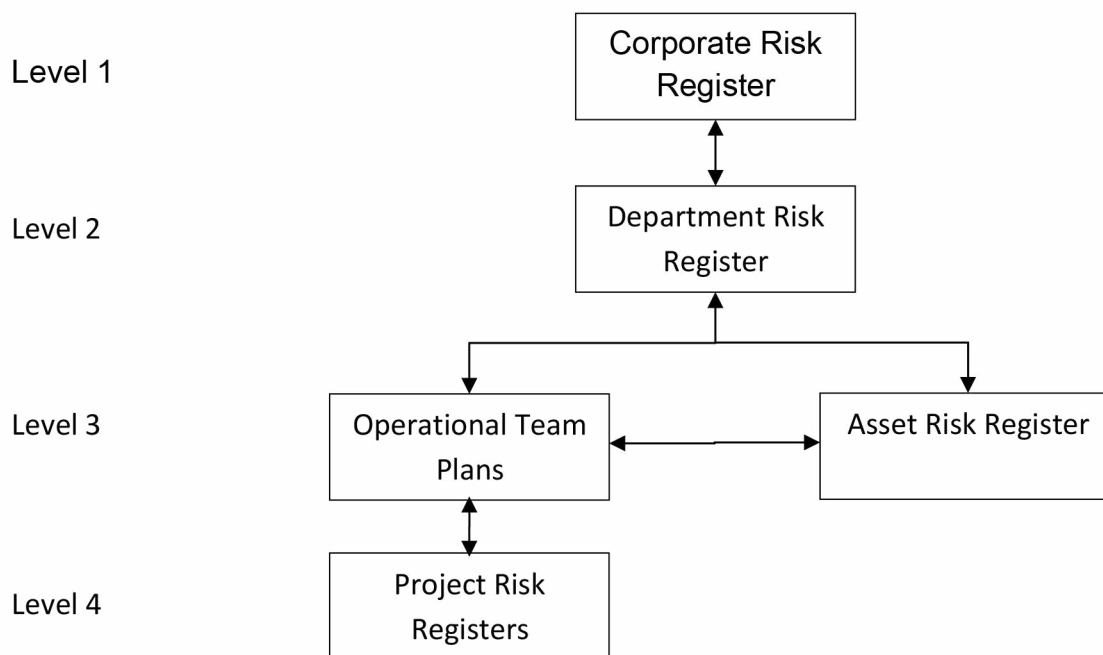 Level 1
Corporate Risk
Register
Level 2
Department Risk
Register
Level 3
Operational Team
Plans
Asset Risk Register
Level 4
Project Risk
Registers